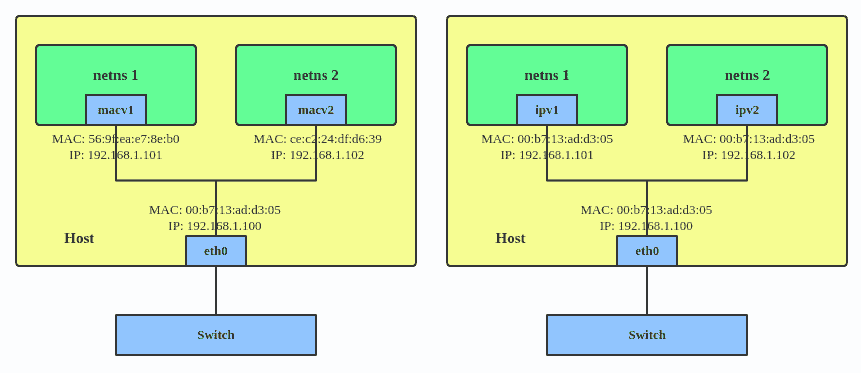 netns 1
macv1
MAC: 56:9f:ea:e7:8e:b0
IP: 192.168.1.101
netns 2
macv2
MAC: ce:c2:24:df:d6:39
IP: 192.168.1.102
MAC: 00:b7:13:ad:d3:05
IP: 192.168.1.100
Host
eth0
Switch
netns 1
ipv1
MAC: 00:b7:13:ad:d3:05
IP: 192.168.1.101
netns 2
ipv2
MAC: 00:b7:13:ad:d3:05
IP: 192.168.1.102
MAC: 00:b7:13:ad:d3:05
IP: 192.168.1.100
Host
eth0
Switch